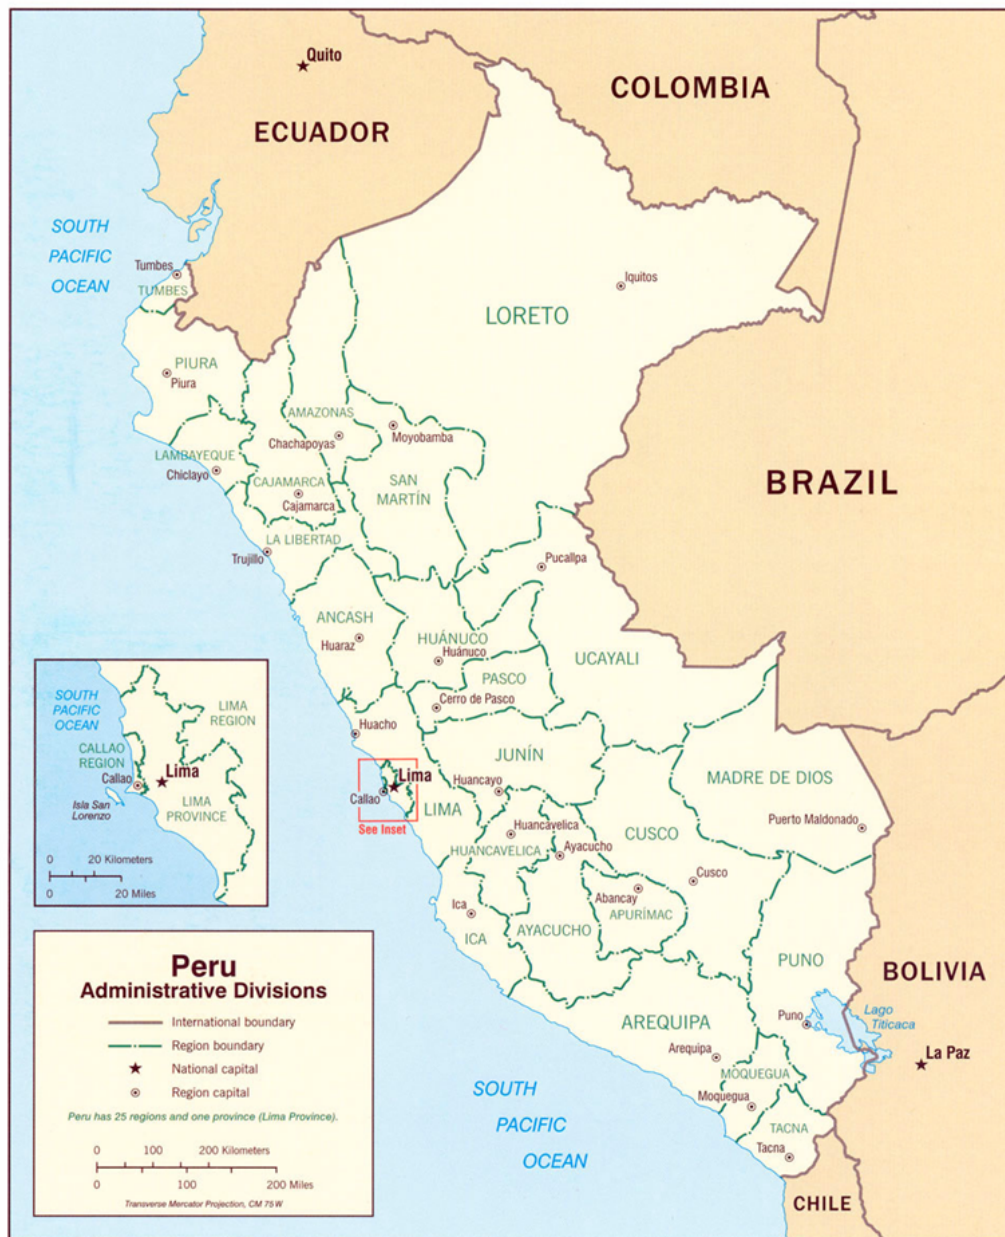 Quito
COLOMBIA
ECUADOR
SOUTH
PACIFIC
OCEAN
Tumbes
TUMBES
Iquitos
LORETO
PIURA
Piura
AMAZONAS
Chachapoyas
Moyobamba
LAMBAYEQUE
Chiclayo
CAJAMARCA
Cajamarca
SAN
MARTÍN
BRAZIL
LA LIBERTAD
Trujillo
Pucallpa
ANCASH
Huaraz
HUÁNUCO
Huánuco
UCAYALI
PASCO
Cerro de Pasco
Huacho
JUNÍN
Huancayo
MADRE DE DIOS
Puerto Maldonado
Lima
Callao
See Inset
LIMA
Huancavelica
HUANCAVELICA
Ayacucho
CUSCO
Cusco
Abancay
APURÍMAC
Ica
ICA
AYACUCHO
PUNO
Puno
BOLIVIA
Lago
Titicaca
La Paz
AREQUIPA
Arequipa
MOQUEGUA
Moquegua
TACNA
Tacna
CHILE
SOUTH
PACIFIC
OCEAN
SOUTH
PACIFIC
OCEAN
LIMA
REGION
CALLAO
REGION
Callao
Lima
Isla San
Lorenzo
LIMA
PROVINCE
0 20 Kilometers
0 20 Miles
Peru
Administrative Divisions
International boundary
Region boundary
National capital
Region capital
Peru has 25 regions and one province (Lima Province).
0 100 200 Kilometers
0 100 200 Miles
Transverse Mercator Projection, CM 75W